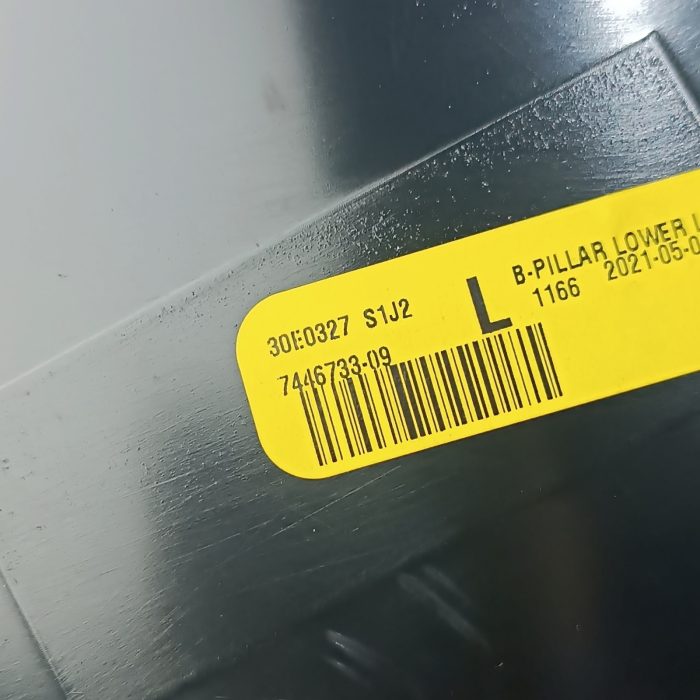 30E0327 S1J2
L
B-PILLAR LOWER
1166 2021-05-0
7446733-09